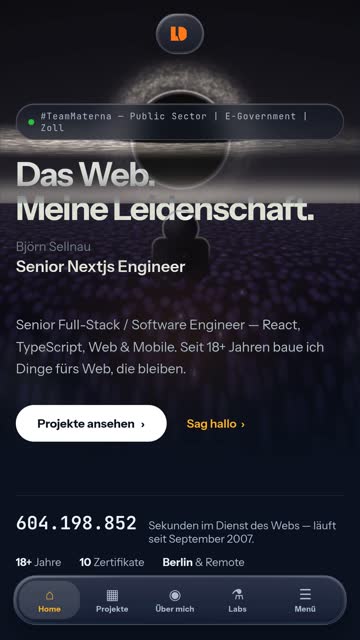 #TeamMaterna — Public Sector | E-Government |
Zoll
Das Web.
Meine Leidenschaft.
Björn Sellnau
Senior Nextjs Engineer
Senior Full-Stack / Software Engineer — React,
TypeScript, Web & Mobile. Seit 18+ Jahren baue ich
Dinge fürs Web, die bleiben.
Projekte ansehen ›
Sag hallo ›
604.198.852
Sekunden im Dienst des Webs — läuft
seit September 2007.
18+ Jahre
10 Zertifikate
Berlin & Remote
Home
Projekte
Über mich
Labs
Menü